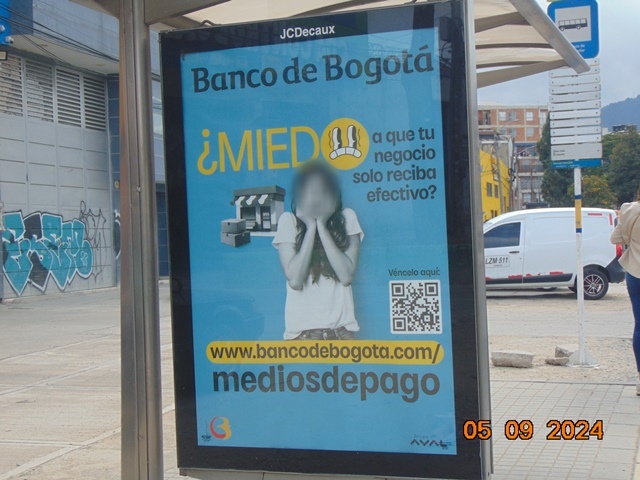 JCDecaux
Banco de Bogotá
¿MIEDO
a que tu
negocio
solo reciba
efectivo?
Véncelo aquí:
www.bancodebogota.com/
mediosdepago
AVAL
LZM·511
05 09 2024